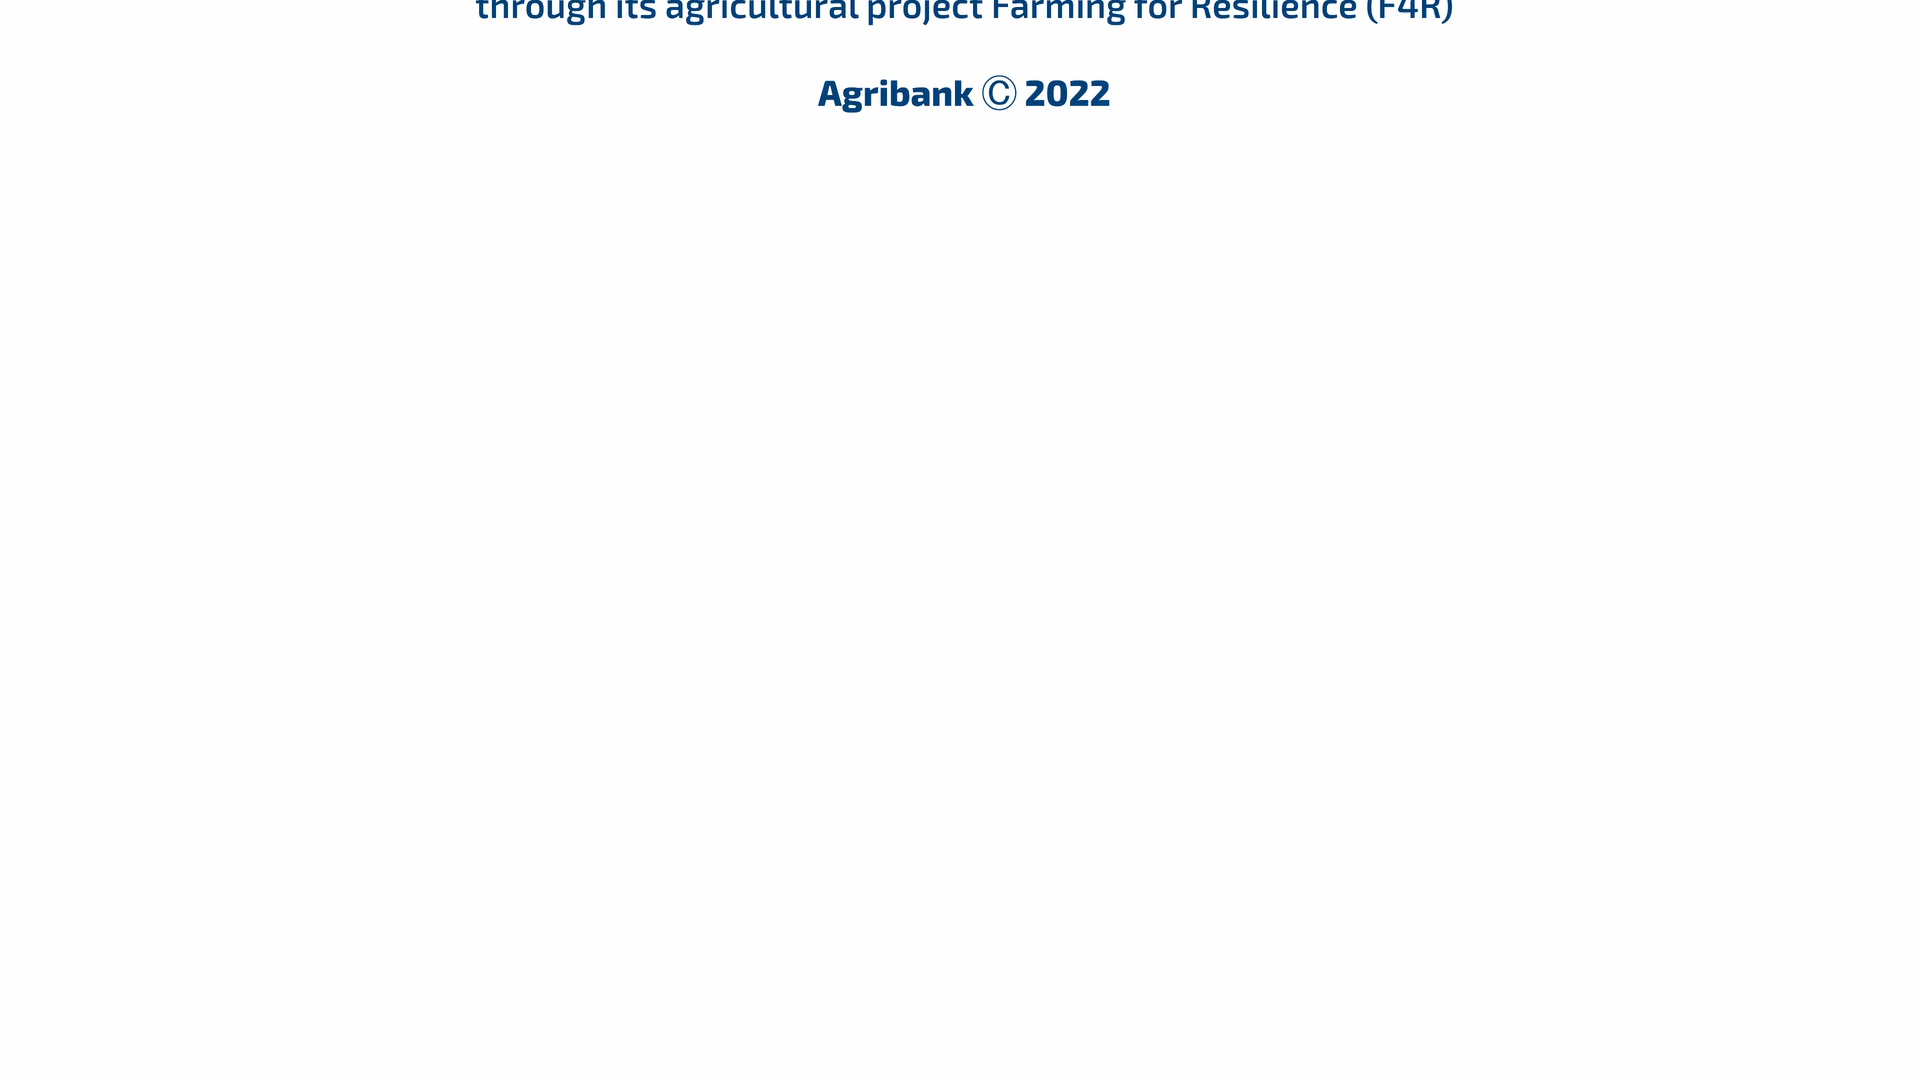 through its agricultural project Farming for Resilience (F4R)
Agribank Ⓒ 2022